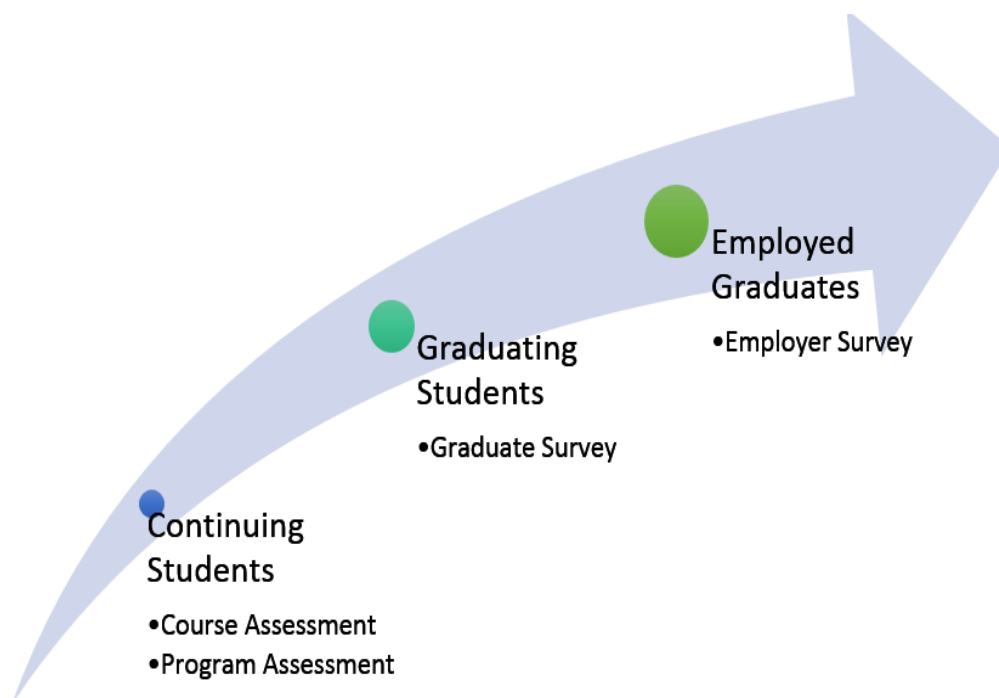 Employed
Graduates
•Employer Survey
Graduating
Students
•Graduate Survey
Continuing
Students
•Course Assessment
•Program Assessment